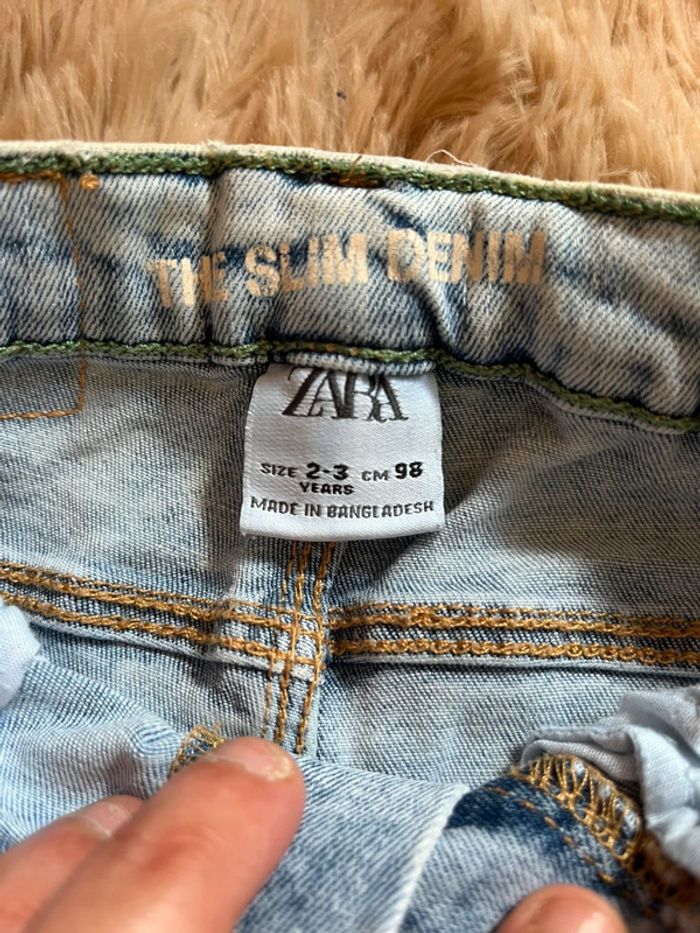 THE SLIM DENIM
ZARA
SIZE 2-3 CM 98
YEARS
MADE IN BANGLADESH